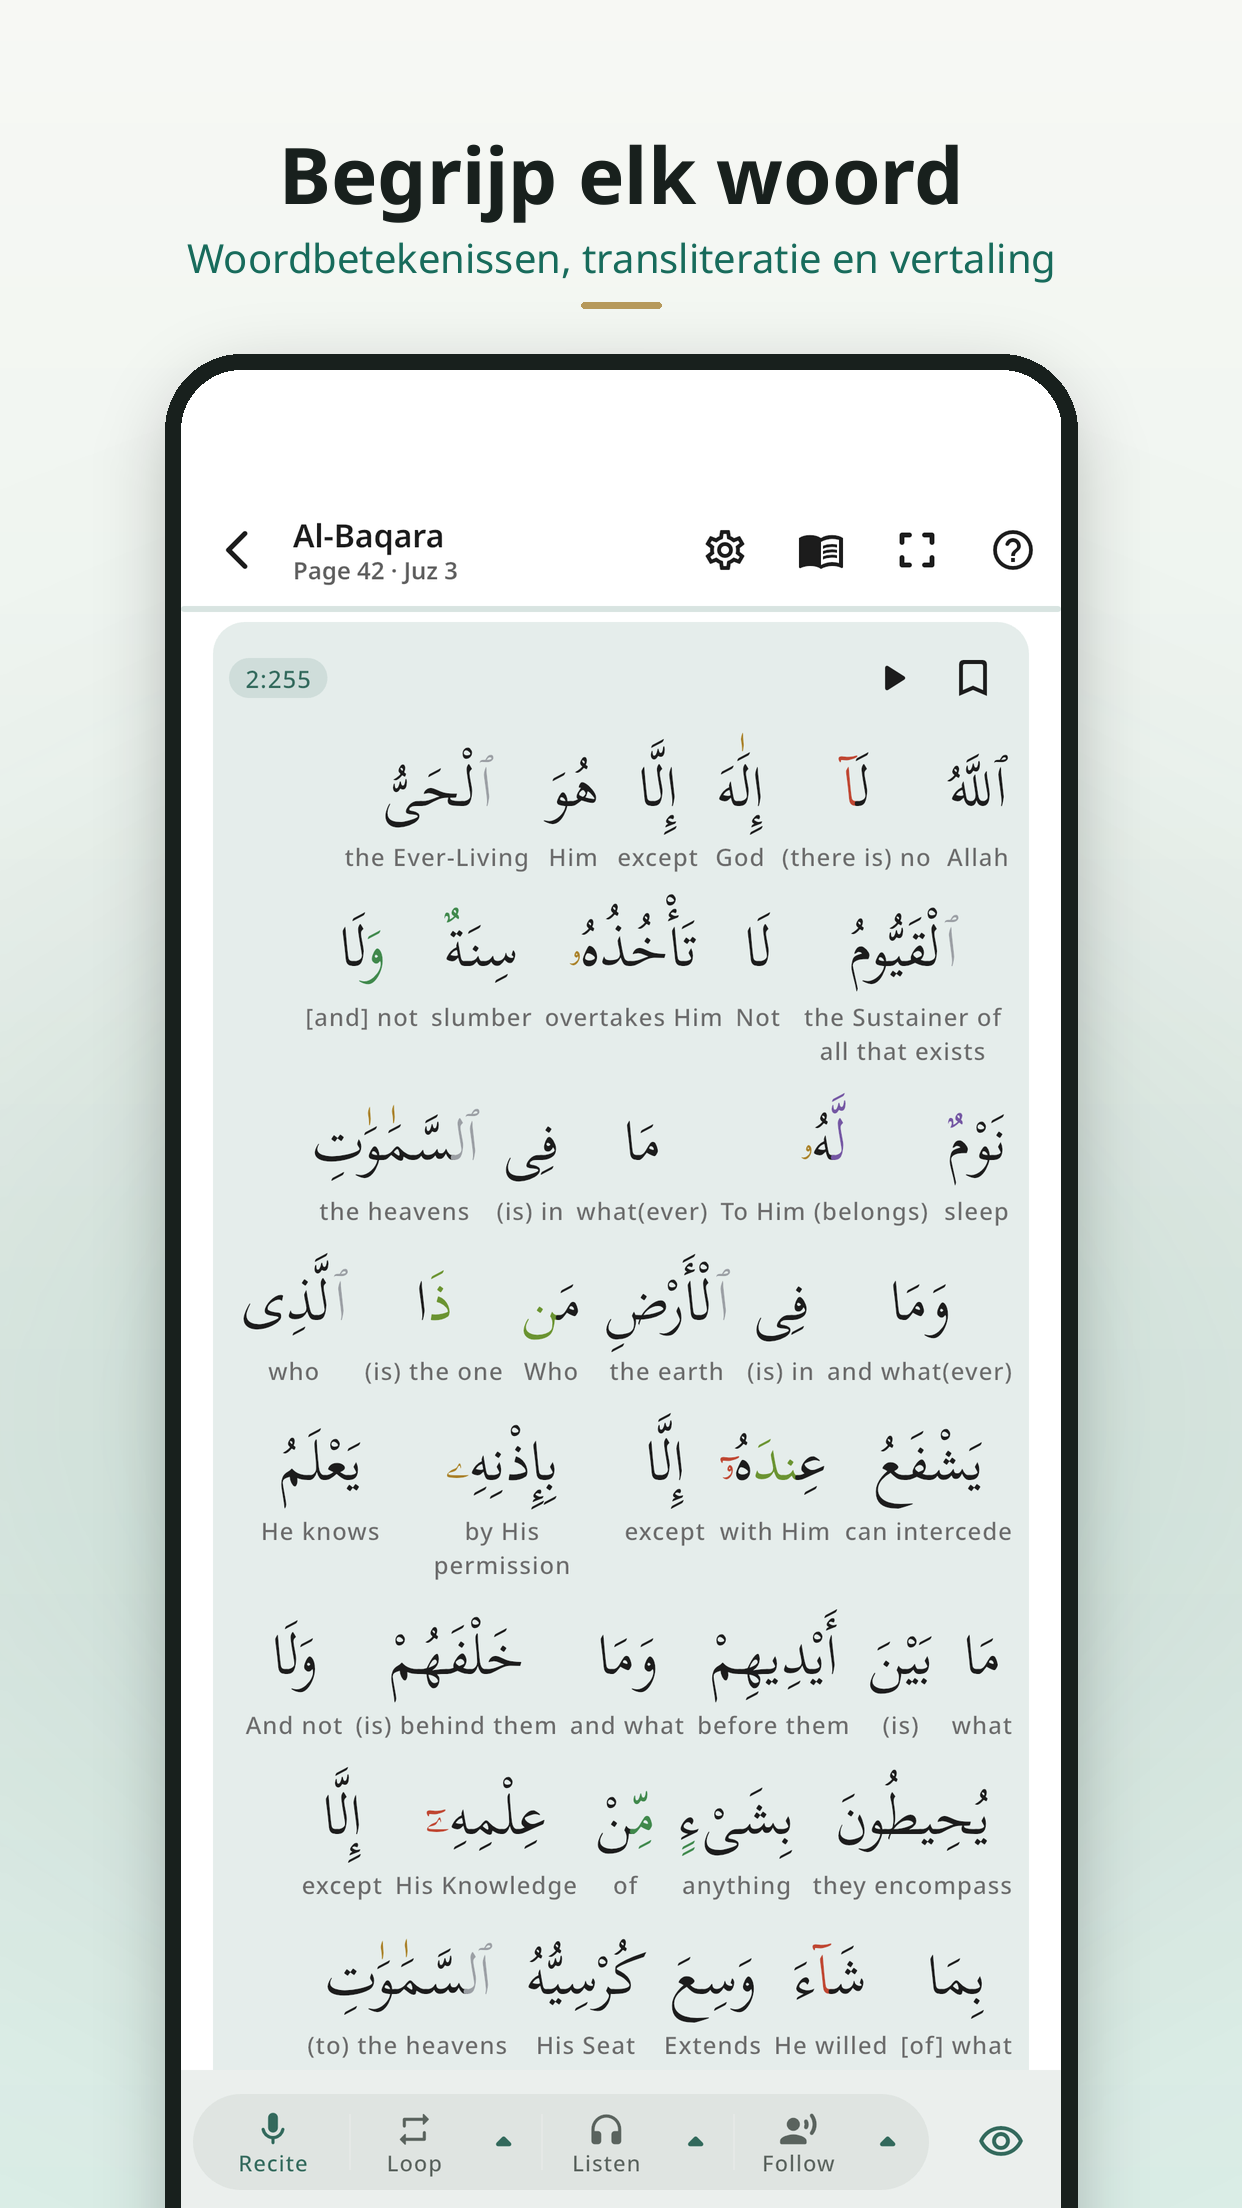 Begrijp elk woord
Woordbetekenissen, transliteratie en vertaling
Al-Baqara
Page 42 · Juz 3
2:255
ٱللَّهُ لَآ إِلَٰهَ إِلَّا هُوَ ٱلْحَىُّ
the Ever-Living Him except God (there is) no Allah
ٱلْقَيُّومُ لَا تَأْخُذُهُۥ سِنَةٌ وَلَا
[and] not slumber overtakes Him Not the Sustainer of
all that exists
نَوْمٌ لَّهُۥ مَا فِى ٱلسَّمَٰوَٰتِ
the heavens (is) in what(ever) To Him (belongs) sleep
وَمَا فِى ٱلْأَرْضِ مَن ذَا ٱلَّذِى
who (is) the one Who the earth (is) in and what(ever)
يَشْفَعُ عِندَهُۥٓ إِلَّا بِإِذْنِهِۦ يَعْلَمُ
He knows by His except with Him can intercede
permission
مَا بَيْنَ أَيْدِيهِمْ وَمَا خَلْفَهُمْ وَلَا
And not (is) behind them and what before them (is) what
يُحِيطُونَ بِشَىْءٍ مِّنْ عِلْمِهِۦٓ إِلَّا
except His Knowledge of anything they encompass
بِمَا شَآءَ وَسِعَ كُرْسِيُّهُ ٱلسَّمَٰوَٰتِ
(to) the heavens His Seat Extends He willed [of] what
Recite Loop Listen Follow